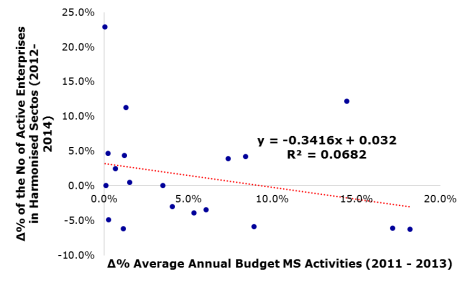 Δ% of the No of Active Enterprises
in Harmonised Sectos (2012-
2014)
25.0%
20.0%
15.0%
10.0%
5.0%
0.0%
-5.0%
-10.0%
y = -0.3416x + 0.032
R² = 0.0682
0.0%
5.0%
10.0%
15.0%
20.0%
Δ% Average Annual Budget MS Activities (2011 - 2013)